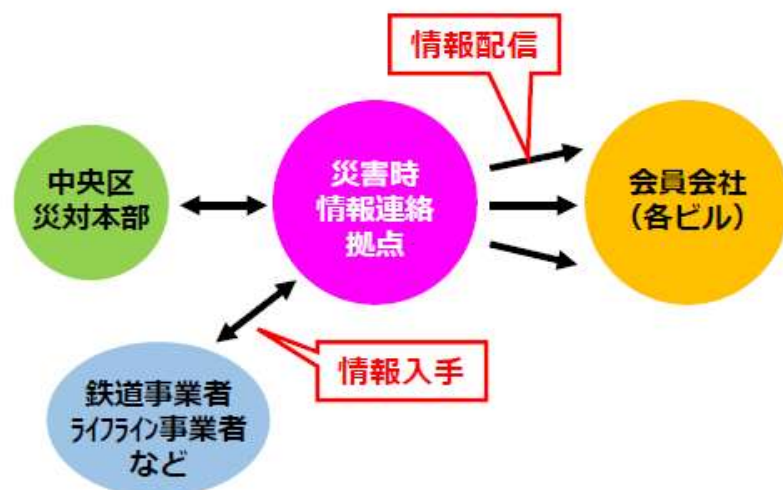 情報配信
中央区
災対本部
災害時
情報連絡
拠点
会員会社
（各ビル）
情報入手
鉄道事業者
ﾗｲﾌﾗｲﾝ事業者
など